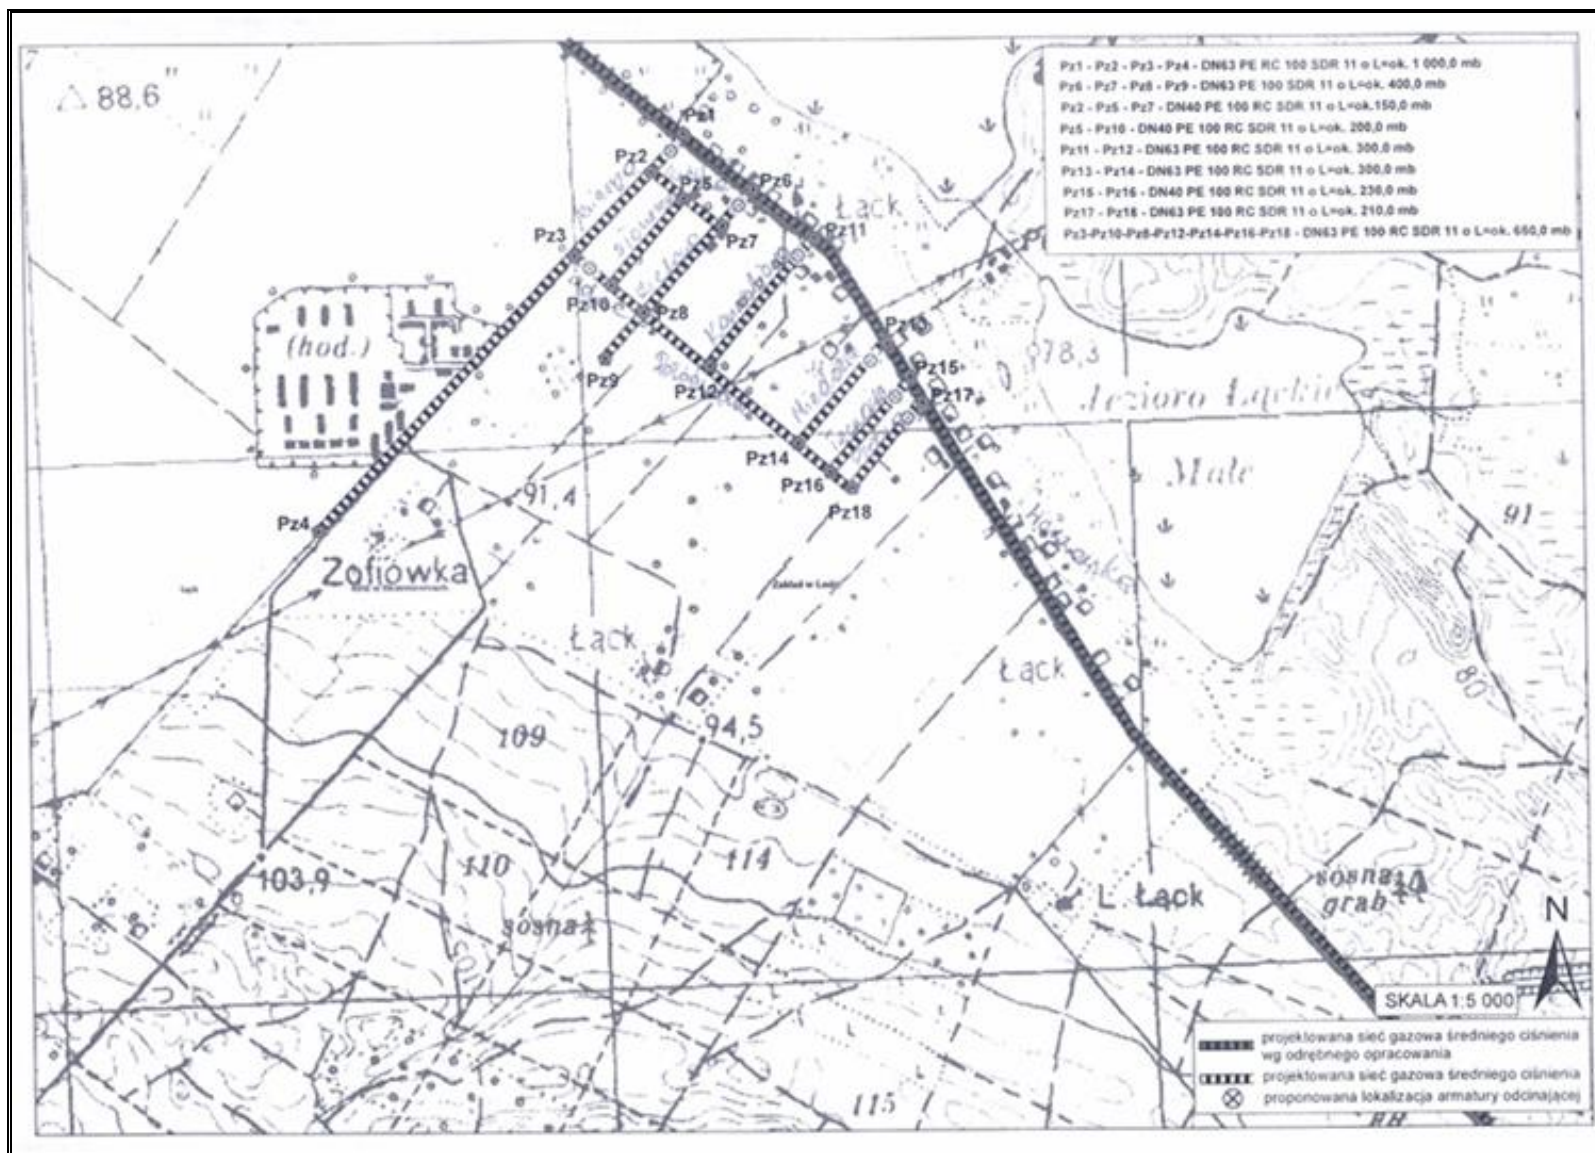 88,6
Pz1 - Pz2 - Pz3 - Pz4 - DN63 PE RC 100 SDR 11 o L=ok. 1 000,0 mb
Pz6 - Pz7 - Pz8 - Pz9 - DN63 PE 100 SDR 11 o L=ok. 400,0 mb
Pz2 - Pz5 - Pz7 - DN40 PE 100 RC SDR 11 o L=ok.150,0 mb
Pz5 - Pz10 - DN40 PE 100 RC SDR 11 o L=ok. 200,0 mb
Pz11 - Pz12 - DN63 PE 100 RC SDR 11 o L=ok. 300,0 mb
Pz13 - Pz14 - DN63 PE 100 RC SDR 11 o L=ok. 300,0 mb
Pz15 - Pz16 - DN40 PE 100 RC SDR 11 o L=ok. 230,0 mb
Pz17 - Pz18 - DN63 PE 100 RC SDR 11 o L=ok. 210,0 mb
Pz3-Pz10-Pz8-Pz12-Pz14-Pz16-Pz18 - DN63 PE 100 RC SDR 11 o L=ok. 650,0 mb
Pz1
Pz2
Pz5
Pz6
Łąck
Pz3
Pz7
Pz11
Pz10
Pz8
(hod.)
Pz13
78,3
Pz9
Pz12
Pz15
Pz17
Jezioro Łąckie
Małe
Pz14
Pz16
Pz18
91,4
91
Pz4
Zofiówka
Zakład w Łodzi
Łąck
Łąck
80
109
94,5
110
114
103,9
sosna
L Łąck
sosna
grab
N
SKALA 1:5 000
projektowana sieć gazowa średniego ciśnienia
wg odrębnego opracowania
projektowana sieć gazowa średniego ciśnienia
proponowana lokalizacja armatury odcinającej
115